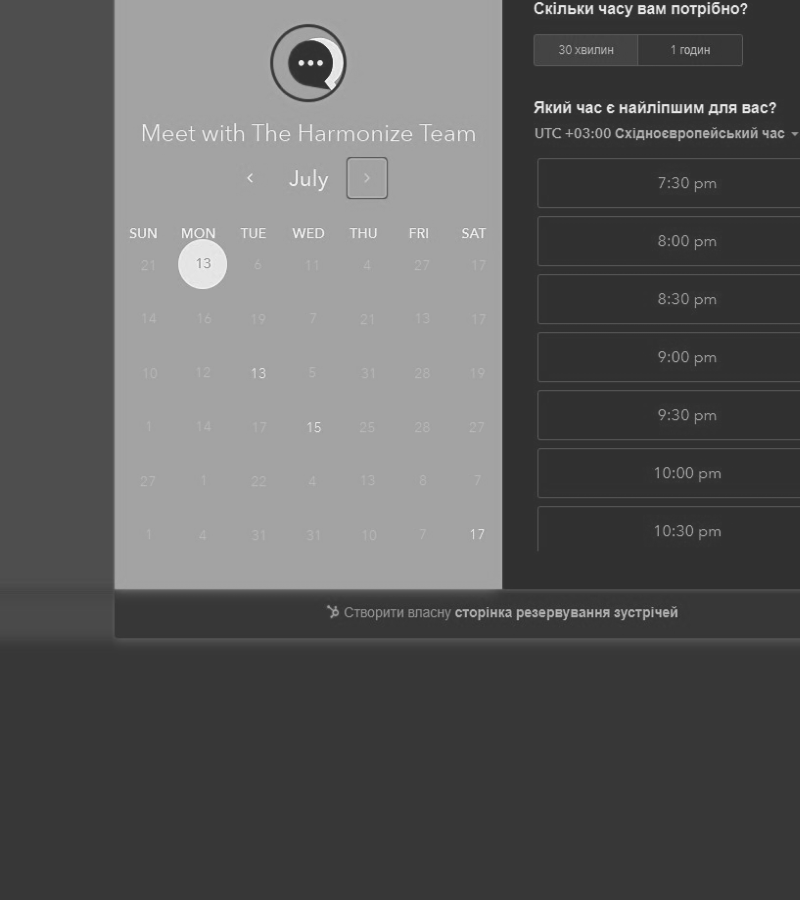 Meet with The Harmonize Team
July
SUN MON TUE WED THU FRI SAT
21 13 6 11 4 27 17
14 16 19 7 21 13 17
10 12 13 5 31 28 19
1 14 17 15 25 28 27
27 1 22 4 13 8 7
1 4 31 31 10 7 17
Скільки часу вам потрібно?
30 хвилин 1 годин
Який час є найліпшим для вас?
UTC +03:00 Східноєвропейський час
7:30 pm
8:00 pm
8:30 pm
9:00 pm
9:30 pm
10:00 pm
10:30 pm
Створити власну сторінка резервування зустрічей